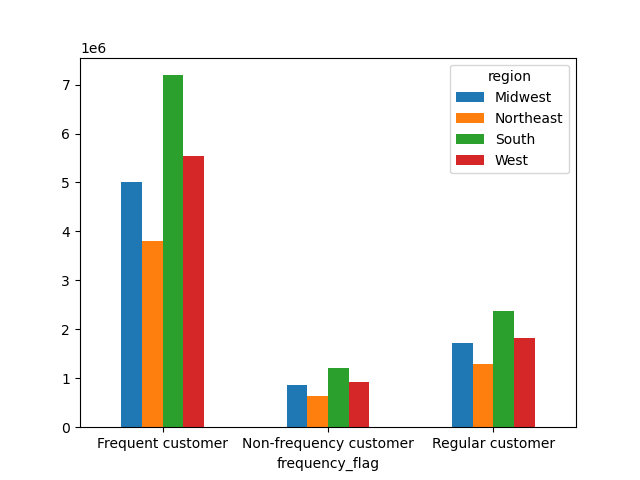 1e6
7
6
5
4
3
2
1
0
region
Midwest
Northeast
South
West
Frequent customer
Non-frequency customer
Regular customer
frequency_flag